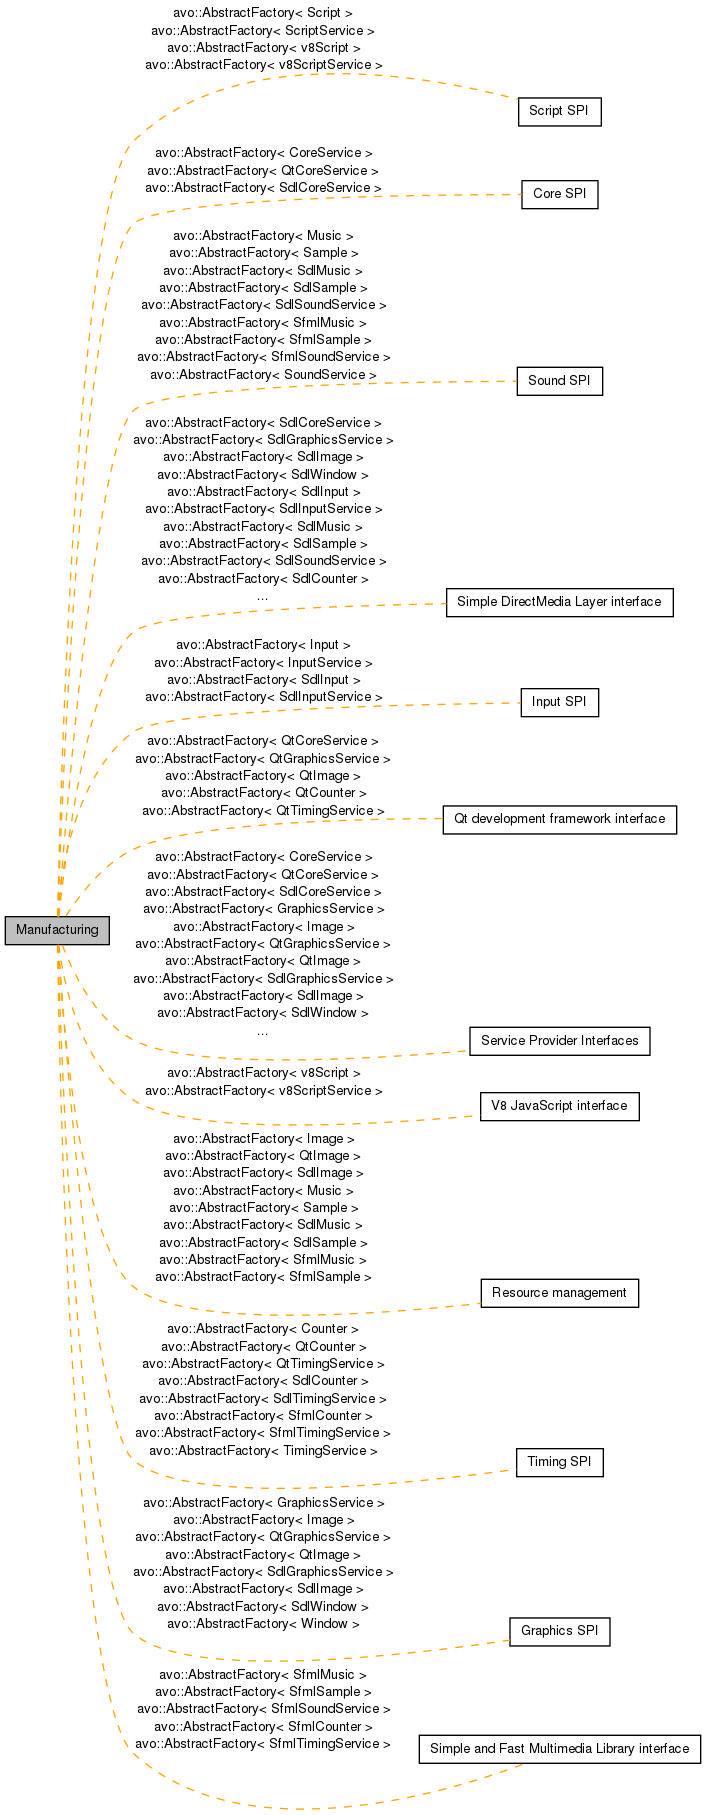 avo::AbstractFactory< Script >
avo::AbstractFactory< ScriptService >
avo::AbstractFactory< v8Script >
avo::AbstractFactory< v8ScriptService >
Script SPI
avo::AbstractFactory< CoreService >
avo::AbstractFactory< QtCoreService >
avo::AbstractFactory< SdlCoreService >
Core SPI
avo::AbstractFactory< Music >
avo::AbstractFactory< Sample >
avo::AbstractFactory< SdlMusic >
avo::AbstractFactory< SdlSample >
avo::AbstractFactory< SdlSoundService >
avo::AbstractFactory< SfmlMusic >
avo::AbstractFactory< SfmlSample >
avo::AbstractFactory< SfmlSoundService >
avo::AbstractFactory< SoundService >
Sound SPI
avo::AbstractFactory< SdlCoreService >
avo::AbstractFactory< SdlGraphicsService >
avo::AbstractFactory< SdlImage >
avo::AbstractFactory< SdlWindow >
avo::AbstractFactory< SdlInput >
avo::AbstractFactory< SdlInputService >
avo::AbstractFactory< SdlMusic >
avo::AbstractFactory< SdlSample >
avo::AbstractFactory< SdlSoundService >
avo::AbstractFactory< SdlCounter >
...
Simple DirectMedia Layer interface
avo::AbstractFactory< Input >
avo::AbstractFactory< InputService >
avo::AbstractFactory< SdlInput >
avo::AbstractFactory< SdlInputService >
Input SPI
avo::AbstractFactory< QtCoreService >
avo::AbstractFactory< QtGraphicsService >
avo::AbstractFactory< QtImage >
avo::AbstractFactory< QtCounter >
avo::AbstractFactory< QtTimingService >
Qt development framework interface
avo::AbstractFactory< CoreService >
avo::AbstractFactory< QtCoreService >
avo::AbstractFactory< SdlCoreService >
avo::AbstractFactory< GraphicsService >
avo::AbstractFactory< Image >
avo::AbstractFactory< QtGraphicsService >
avo::AbstractFactory< QtImage >
avo::AbstractFactory< SdlGraphicsService >
avo::AbstractFactory< SdlImage >
avo::AbstractFactory< SdlWindow >
...
Manufacturing
Service Provider Interfaces
avo::AbstractFactory< v8Script >
avo::AbstractFactory< v8ScriptService >
V8 JavaScript interface
avo::AbstractFactory< Image >
avo::AbstractFactory< QtImage >
avo::AbstractFactory< SdlImage >
avo::AbstractFactory< Music >
avo::AbstractFactory< Sample >
avo::AbstractFactory< SdlMusic >
avo::AbstractFactory< SdlSample >
avo::AbstractFactory< SfmlMusic >
avo::AbstractFactory< SfmlSample >
Resource management
avo::AbstractFactory< Counter >
avo::AbstractFactory< QtCounter >
avo::AbstractFactory< QtTimingService >
avo::AbstractFactory< SdlCounter >
avo::AbstractFactory< SdlTimingService >
avo::AbstractFactory< SfmlCounter >
avo::AbstractFactory< SfmlTimingService >
avo::AbstractFactory< TimingService >
Timing SPI
avo::AbstractFactory< GraphicsService >
avo::AbstractFactory< Image >
avo::AbstractFactory< QtGraphicsService >
avo::AbstractFactory< QtImage >
avo::AbstractFactory< SdlGraphicsService >
avo::AbstractFactory< SdlImage >
avo::AbstractFactory< SdlWindow >
avo::AbstractFactory< Window >
Graphics SPI
avo::AbstractFactory< SfmlMusic >
avo::AbstractFactory< SfmlSample >
avo::AbstractFactory< SfmlSoundService >
avo::AbstractFactory< SfmlCounter >
avo::AbstractFactory< SfmlTimingService >
Simple and Fast Multimedia Library interface